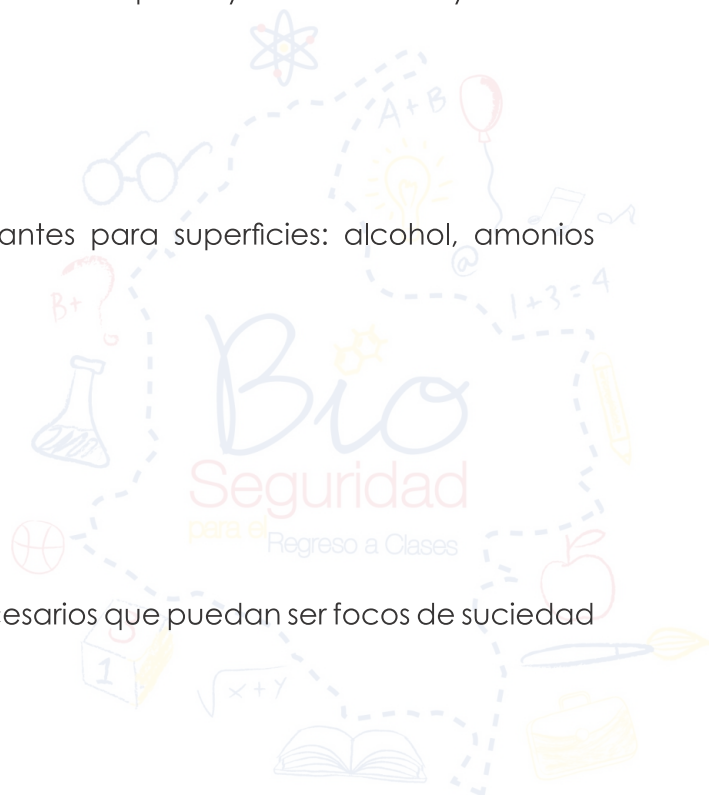 A + B
antes para superficies: alcohol, amonios
@
B+
1 + 3 = 4
Bio
Seguridad
para el
Regreso a Clases
esarios que puedan ser focos de suciedad
1
√x + y